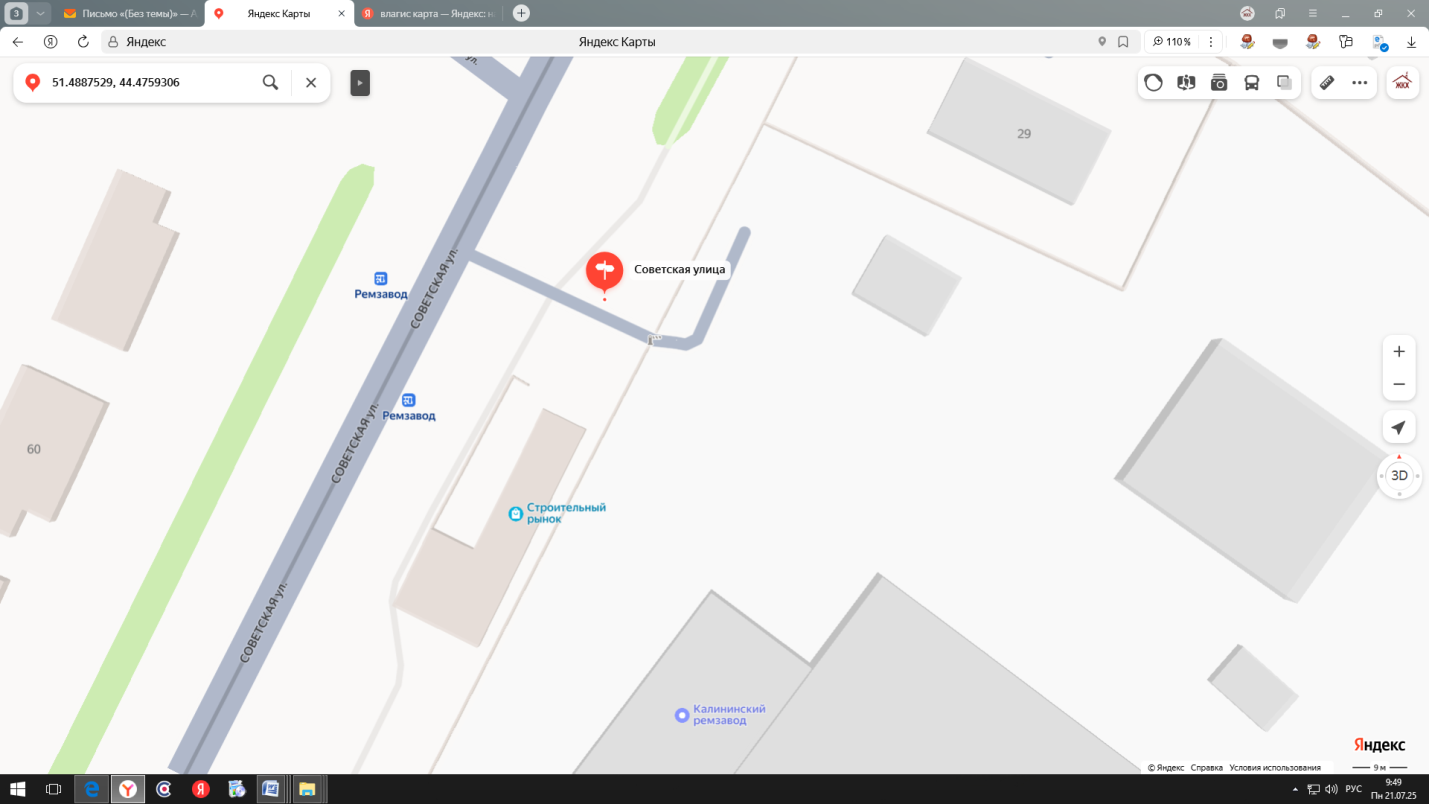 3
Письмо «(Без темы)» — А
Яндекс Карты
влагис карта — Яндекс: н
Яндекс
Яндекс Карты
110 %
51.4887529, 44.4759306
ЖКХ
ул.
29
Советская улица
Ремзавод
СОВЕТСКАЯ ул.
Ремзавод
СОВЕТСКАЯ ул.
60
3D
Строительный
рынок
СОВЕТСКАЯ ул.
Калининский
ремзавод
Яндекс
© Яндекс Справка Условия использования
9 м
РУС
9:49
Пн 21.07.25